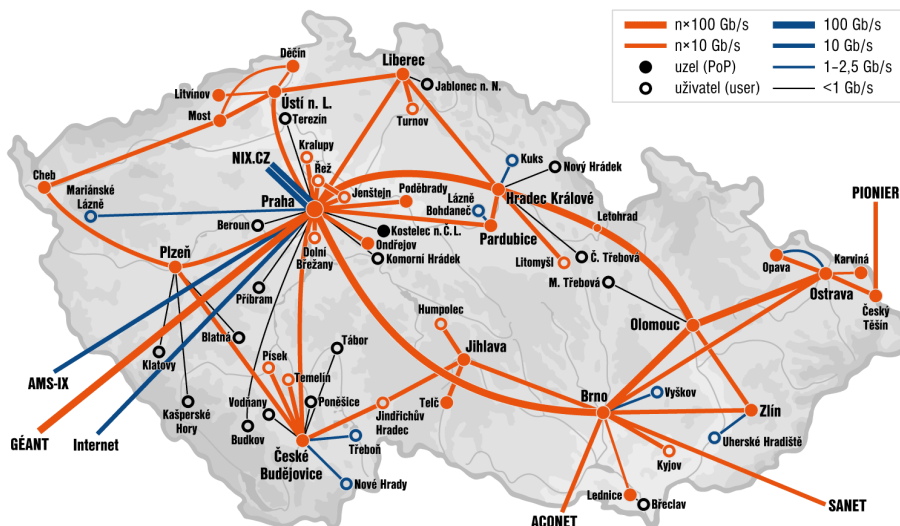 n×100 Gb/s
100 Gb/s
n×10 Gb/s
10 Gb/s
uzel (PoP)
1–2,5 Gb/s
uživatel (user)
<1 Gb/s
Děčín
Liberec
Litvínov
Jablonec n. N.
Ústí n. L.
Most
Terezín
Turnov
Kralupy
NIX.CZ
Řež
Kuks
Nový Hrádek
Cheb
Mariánské
Lázně
Jenštejn
Poděbrady
Lázně
Bohdaneč
Hradec Králové
PIONIER
Praha
Beroun
Kostelec n. Č. L.
Pardubice
Letohrad
Plzeň
Dolní
Břežany
Ondřejov
Komorní Hrádek
Litomyšl
Č. Třebová
Opava
Karviná
M. Třebová
Ostrava
Příbram
Český
Těšín
Humpolec
Olomouc
Blatná
Tábor
Klatovy
Písek
Jihlava
AMS-IX
Temelín
Brno
Vyškov
Kašperské
Hory
Vodňany
Poněšice
Telč
Zlín
Jindřichův
Hradec
GÉANT
Internet
Budkov
Uherské Hradiště
České
Budějovice
Třeboň
Kyjov
Nové Hrady
Lednice
Břeclav
SANET
ACONET